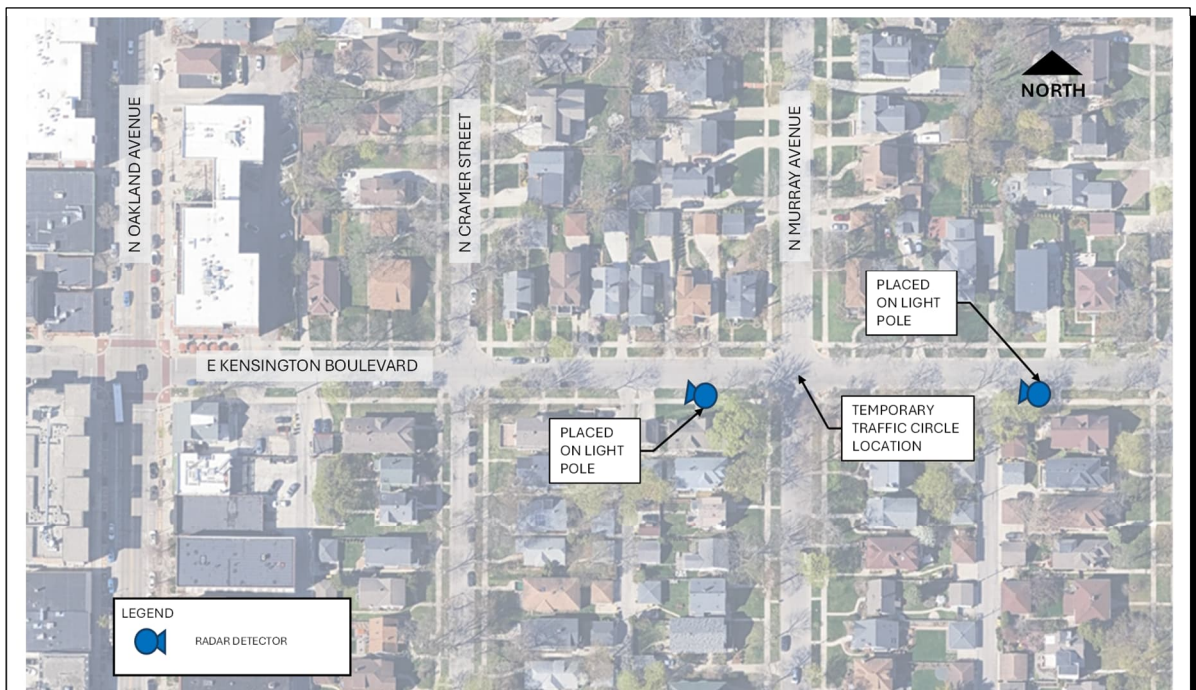 NORTH
N OAKLAND AVENUE
N CRAMER STREET
N MURRAY AVENUE
PLACED
ON LIGHT
POLE
E KENSINGTON BOULEVARD
TEMPORARY
TRAFFIC CIRCLE
LOCATION
PLACED
ON LIGHT
POLE
LEGEND
RADAR DETECTOR